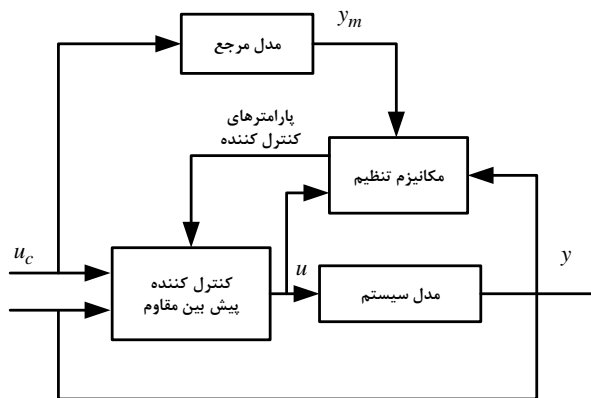 y_m
مدل مرجع
پارامترهای
کنترل کننده
مکانیزم تنظیم
u_c
کنترل کننده
پیش بین مقاوم
u
مدل سیستم
y